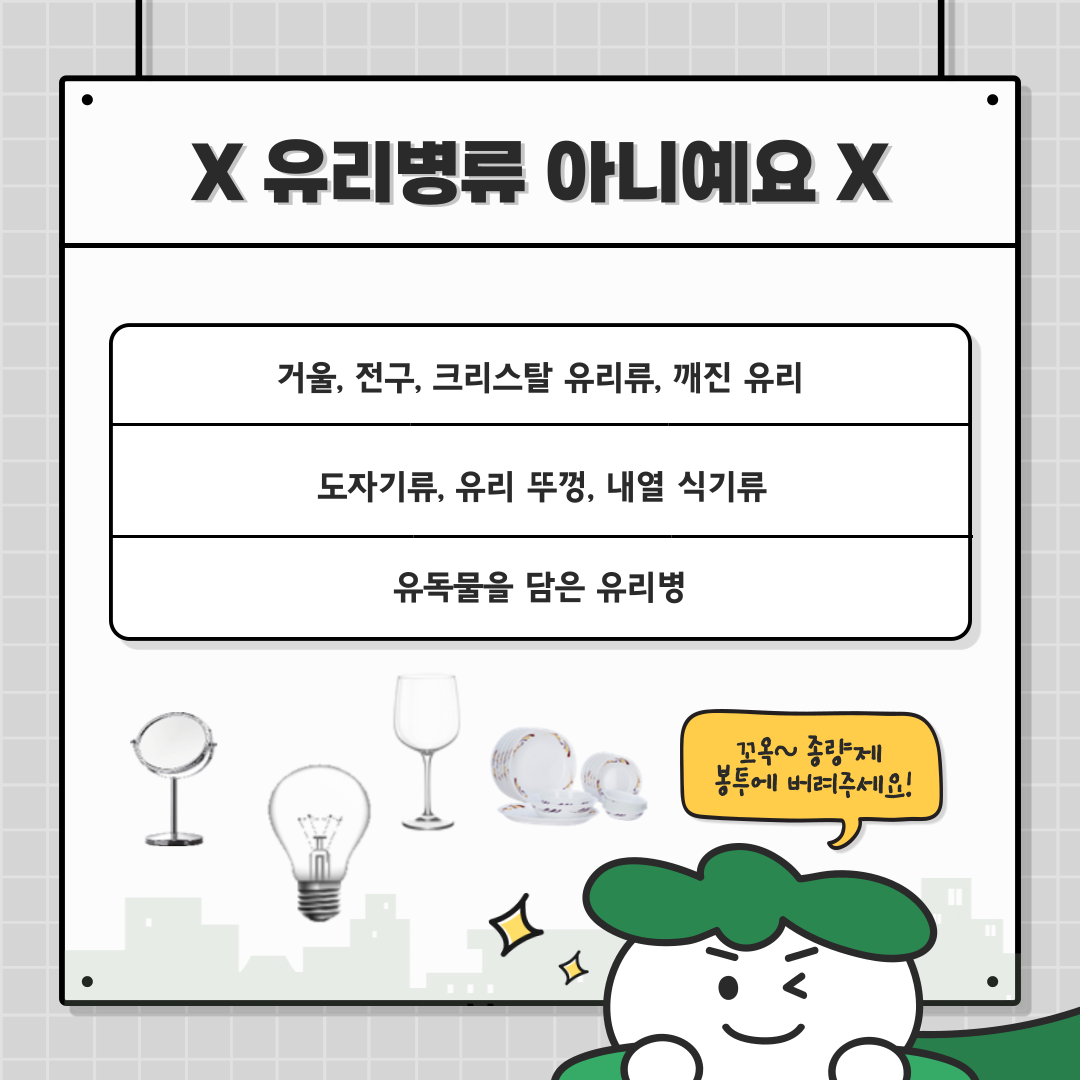 X 유리병류 아니예요 X
거울, 전구, 크리스탈 유리류, 깨진 유리
도자기류, 유리 뚜껑, 내열 식기류
유독물을 담은 유리병
꼬옥~ 종량제
봉투에 버려주세요!